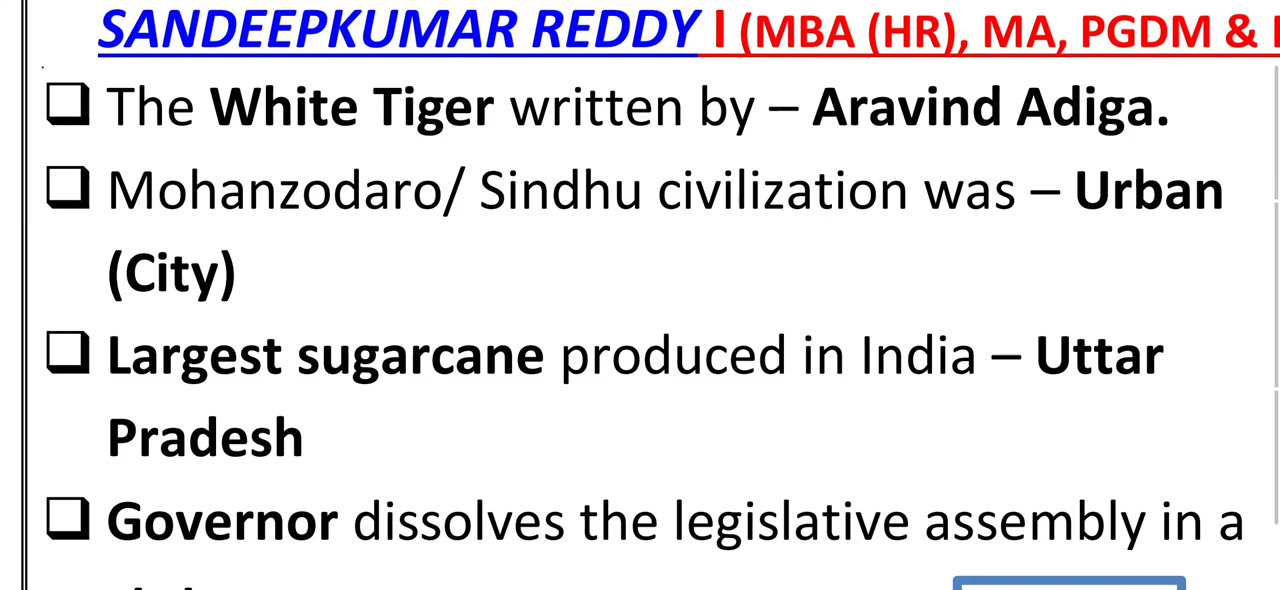 SANDEEPKUMAR REDDY I (MBA (HR), MA, PGDM &
❑ The White Tiger written by – Aravind Adiga.
❑ Mohanzodaro/ Sindhu civilization was – Urban
(City)
❑ Largest sugarcane produced in India – Uttar
Pradesh
❑ Governor dissolves the legislative assembly in a